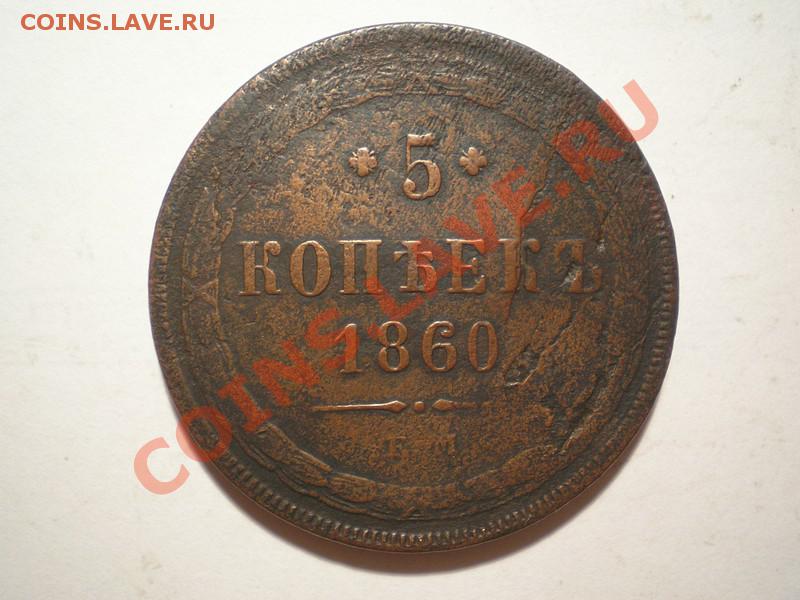 COINS.LAVE.RU
* 5 *
КОПѢЕКЪ
1860
Е.М.
COINS.LAVE.RU